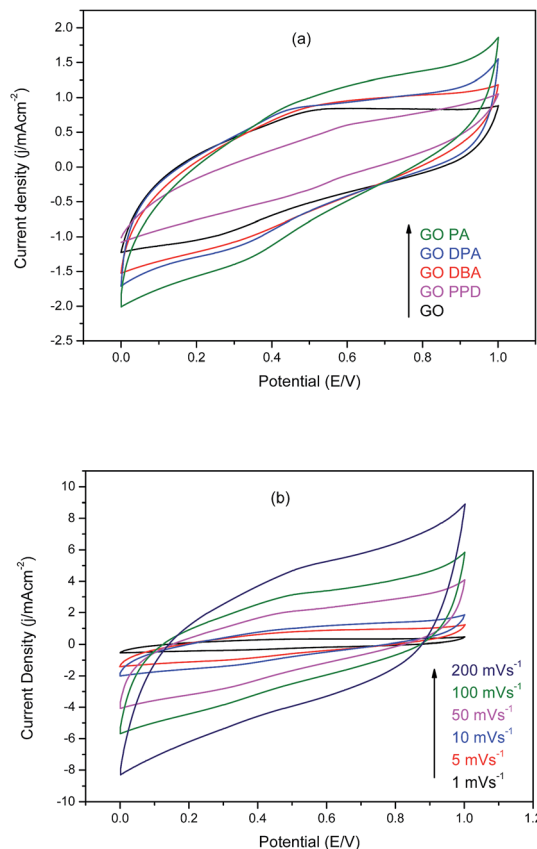 (a)
2.0
1.5
1.0
0.5
0.0
-0.5
-1.0
-1.5
-2.0
-2.5
Current density (j/mAcm⁻²)
GO PA
GO DPA
GO DBA
GO PPD
GO
0.0 0.2 0.4 0.6 0.8 1.0
Potential (E/V)
(b)
10
8
6
4
2
0
-2
-4
-6
-8
-10
Current Density (j/mAcm⁻²)
200 mVs⁻¹
100 mVs⁻¹
50 mVs⁻¹
10 mVs⁻¹
5 mVs⁻¹
1 mVs⁻¹
0.0 0.2 0.4 0.6 0.8 1.0 1.2
Potential (E/V)